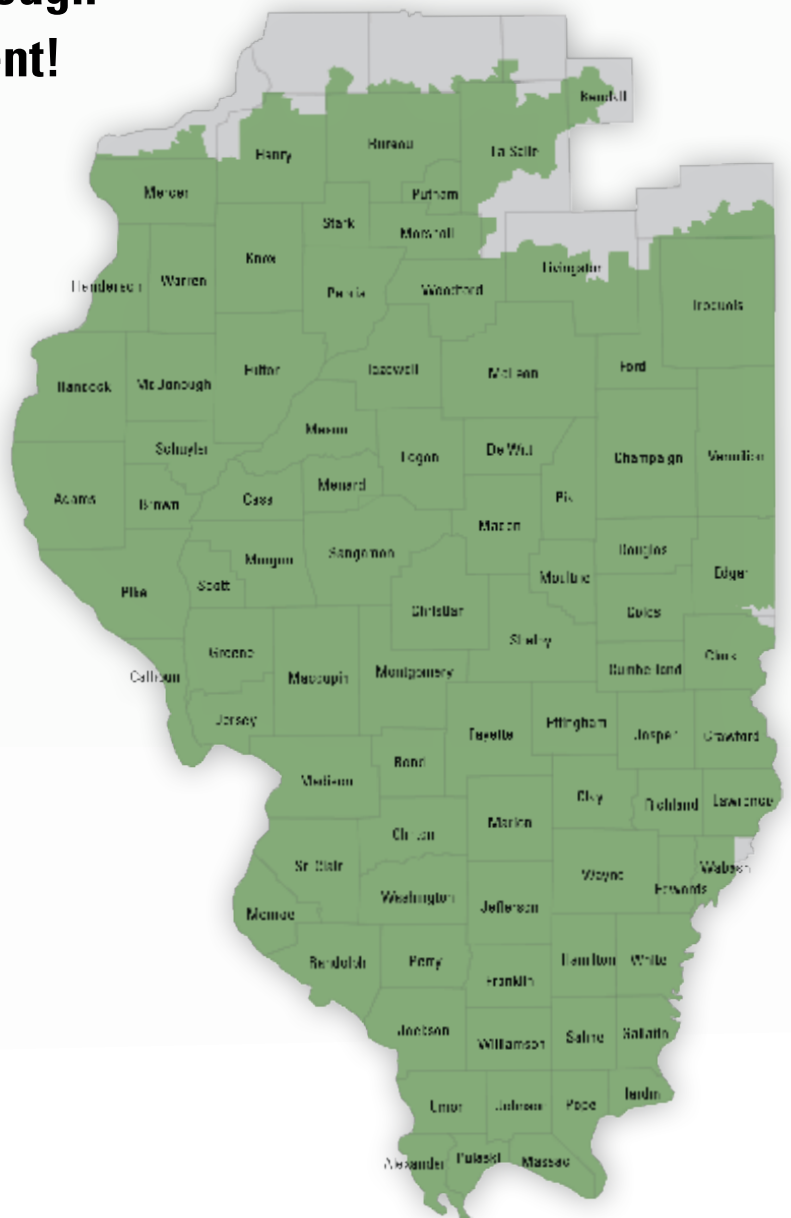 ough
ent!
Kendall
Henry
Bureau
La Salle
Mercer
Putnam
Stark
Marshall
Knox
Henderson
Warren
Peoria
Woodford
Livingston
Iroquois
Hancock
McDonough
Fulton
Tazewell
McLean
Ford
Mason
Schuyler
Logan
De Witt
Champaign
Vermilion
Adams
Brown
Cass
Menard
Macon
Morgan
Sangamon
Douglas
Edgar
Pike
Scott
Moultrie
Christian
Coles
Shelby
Greene
Clark
Calhoun
Macoupin
Montgomery
Cumberland
Jersey
Fayette
Effingham
Jasper
Crawford
Bond
Madison
Clay
Richland
Lawrence
Clinton
Marion
St. Clair
Wayne
Wabash
Edwards
Washington
Jefferson
Monroe
Randolph
Perry
Hamilton
White
Franklin
Jackson
Williamson
Saline
Gallatin
Union
Johnson
Pope
Hardin
Alexander
Pulaski
Massac